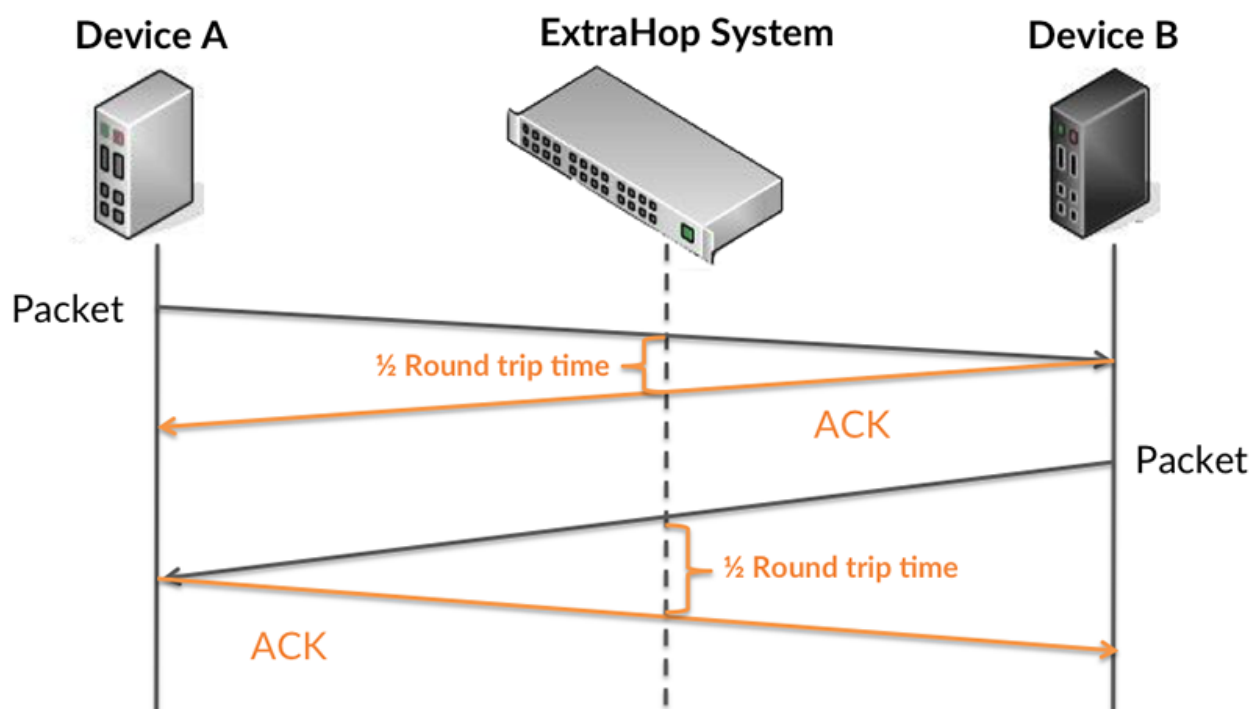 Device A
ExtraHop System
Device B
Packet
½ Round trip time
ACK
Packet
½ Round trip time
ACK